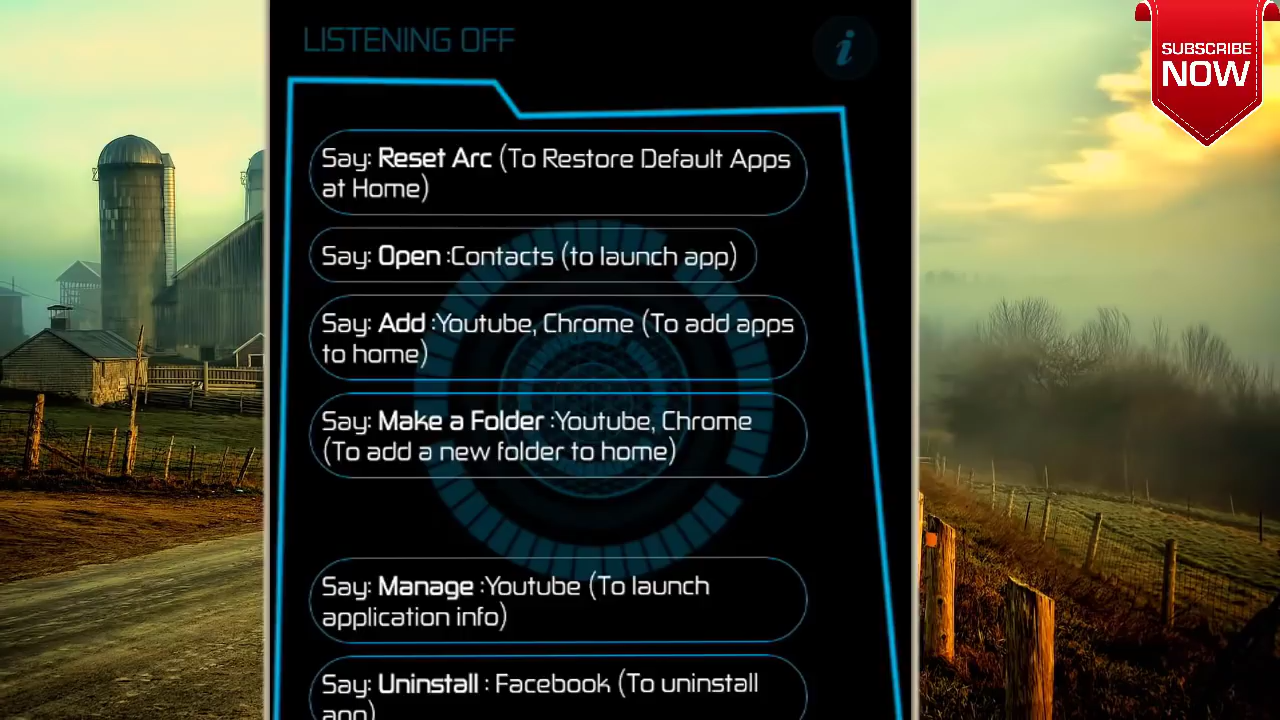 LISTENING OFF
i
SUBSCRIBE
NOW
Say: Reset Arc (To Restore Default Apps
at Home)
Say: Open :Contacts (to launch app)
Say: Add :Youtube, Chrome (To add apps
to home)
Say: Make a Folder :Youtube, Chrome
(To add a new folder to home)
Say: Manage :Youtube (To launch
application info)
Say: Uninstall : Facebook (To uninstall
app)